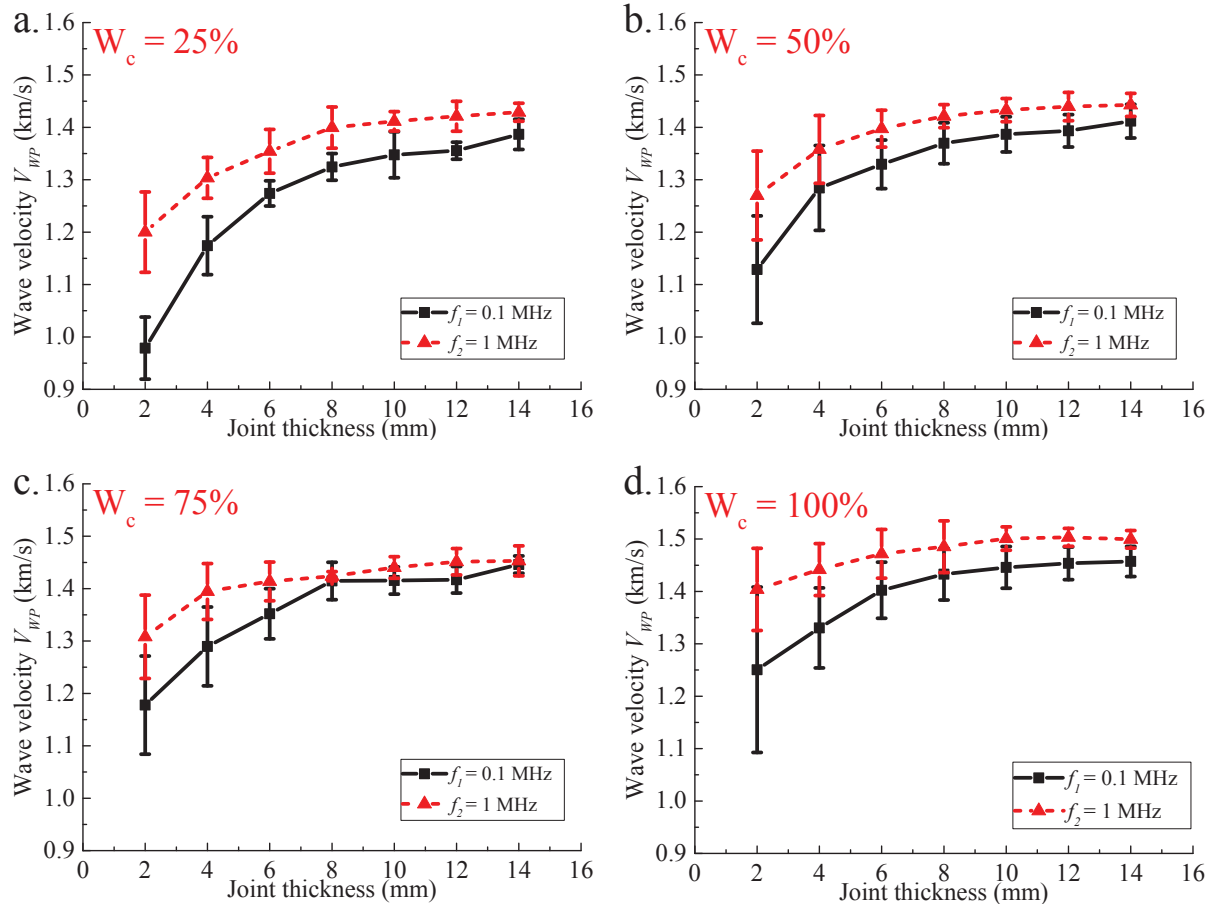 a.
W_c = 25%
Wave velocity V_WP (km/s)
1.6
1.5
1.4
1.3
1.2
1.1
1.0
0.9
f_1 = 0.1 MHz
f_2 = 1 MHz
0 2 4 6 8 10 12 14 16
Joint thickness (mm)
b.
W_c = 50%
Wave velocity V_WP (km/s)
1.6
1.5
1.4
1.3
1.2
1.1
1.0
0.9
f_1 = 0.1 MHz
f_2 = 1 MHz
0 2 4 6 8 10 12 14 16
Joint thickness (mm)
c.
W_c = 75%
Wave velocity V_WP (km/s)
1.6
1.5
1.4
1.3
1.2
1.1
1.0
0.9
f_1 = 0.1 MHz
f_2 = 1 MHz
0 2 4 6 8 10 12 14 16
Joint thickness (mm)
d.
W_c = 100%
Wave velocity V_WP (km/s)
1.6
1.5
1.4
1.3
1.2
1.1
1.0
0.9
f_1 = 0.1 MHz
f_2 = 1 MHz
0 2 4 6 8 10 12 14 16
Joint thickness (mm)